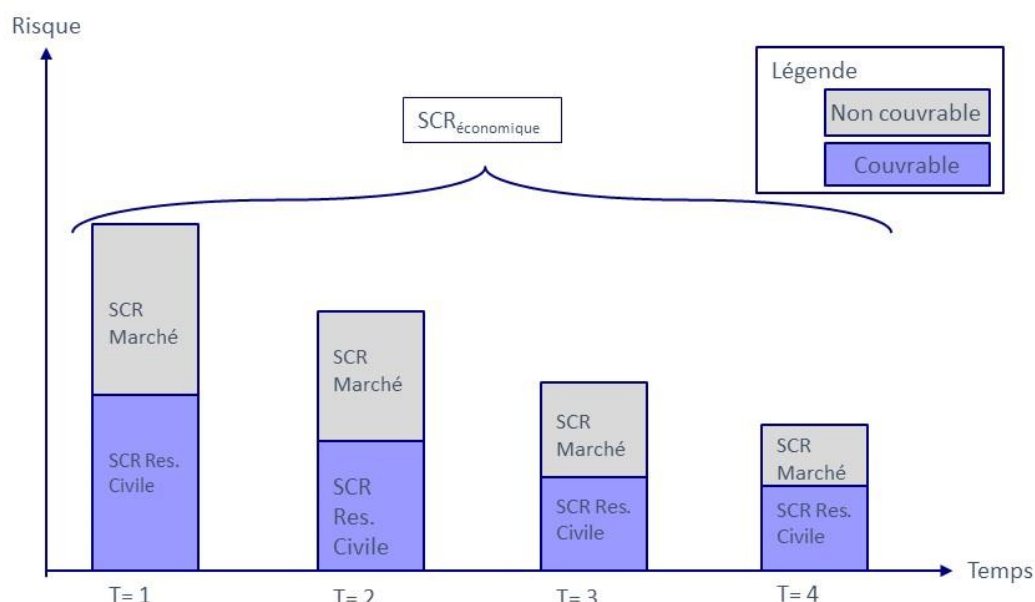 Risque
Légende
Non couvrable
Couvrable
SCRéconomique
SCR
Marché
SCR Res.
Civile
SCR
Marché
SCR
Res.
Civile
SCR
Marché
SCR Res.
Civile
SCR
Marché
SCR Res.
Civile
Temps
T= 1
T= 2
T= 3
T= 4